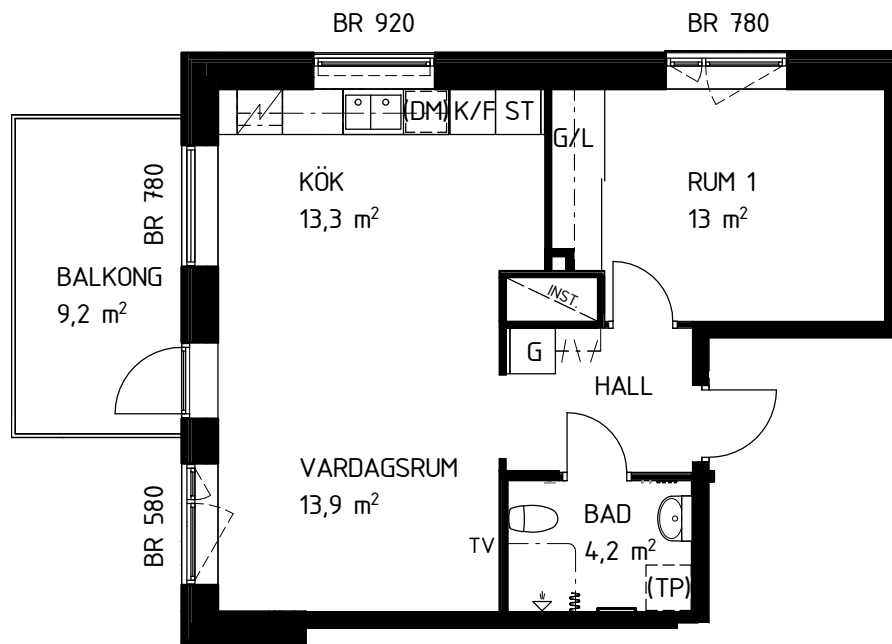 BR 920
BR 780
(DM) K/F ST
G/L
KÖK
13,3 m²
RUM 1
13 m²
BR 780
BALKONG
9,2 m²
INST.
G
HALL
VARDAGSRUM
13,9 m²
BR 580
BAD
4,2 m²
TV
(TP)